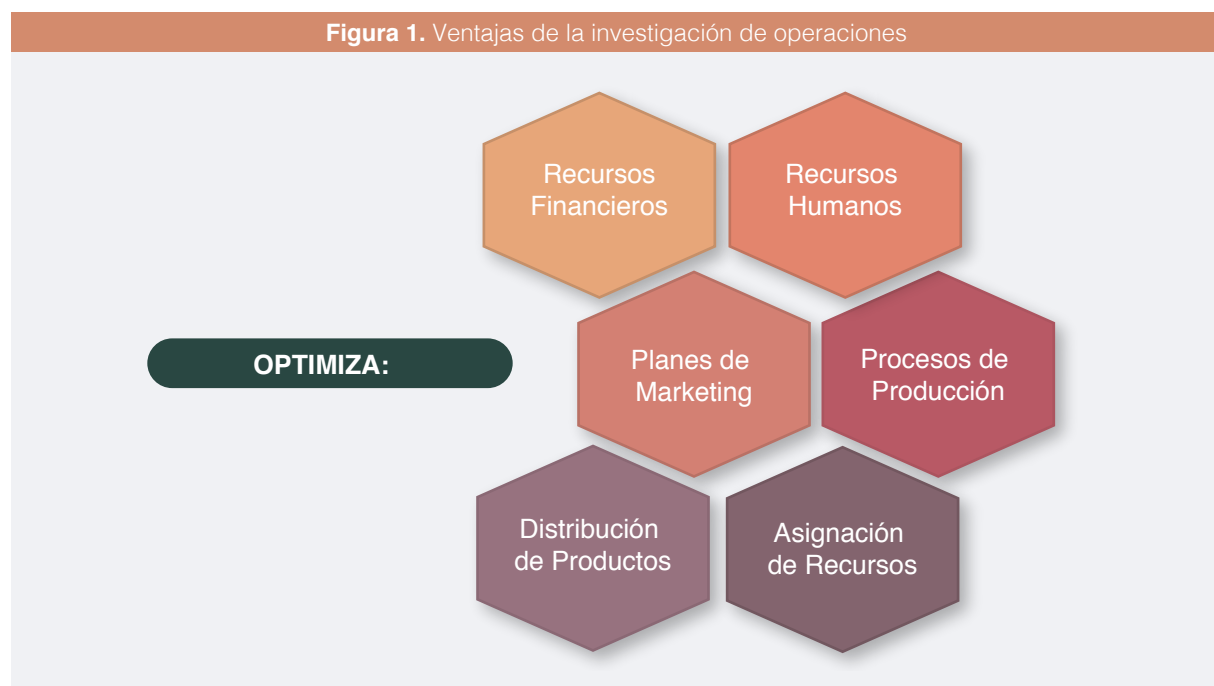 Figura 1. Ventajas de la investigación de operaciones
Recursos
Financieros
Recursos
Humanos
OPTIMIZA:
Planes de
Marketing
Procesos de
Producción
Distribución
de Productos
Asignación
de Recursos